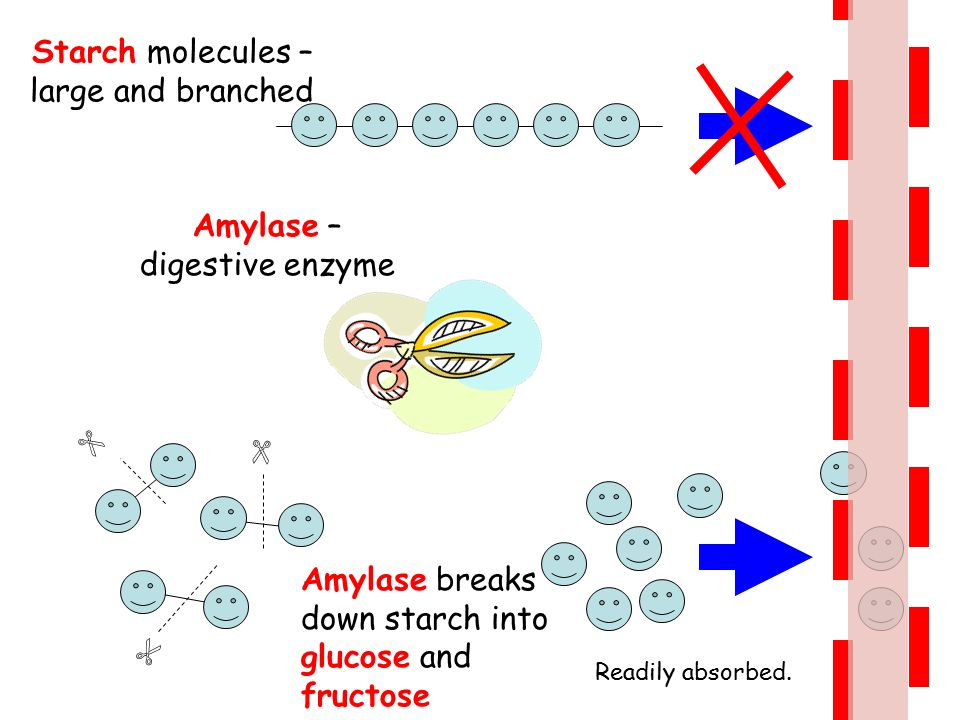 Starch molecules –
large and branched
Amylase –
digestive enzyme
Amylase breaks
down starch into
glucose and
fructose
Readily absorbed.